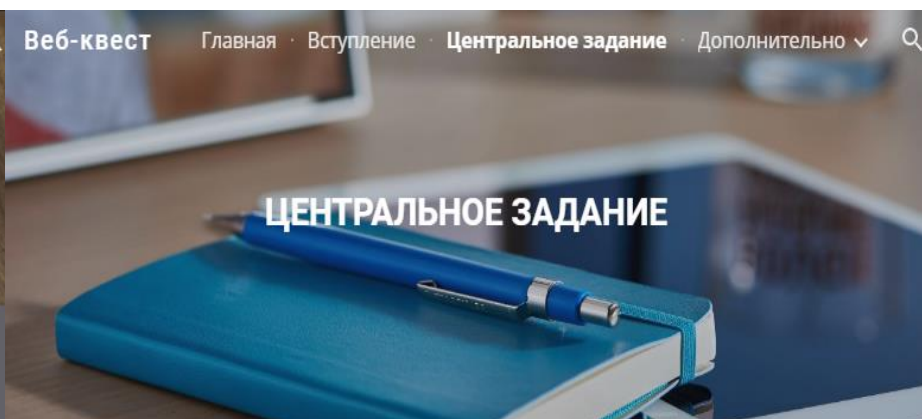 Веб-квест Главная · Вступление · Центральное задание · Дополнительно
ЦЕНТРАЛЬНОЕ ЗАДАНИЕ